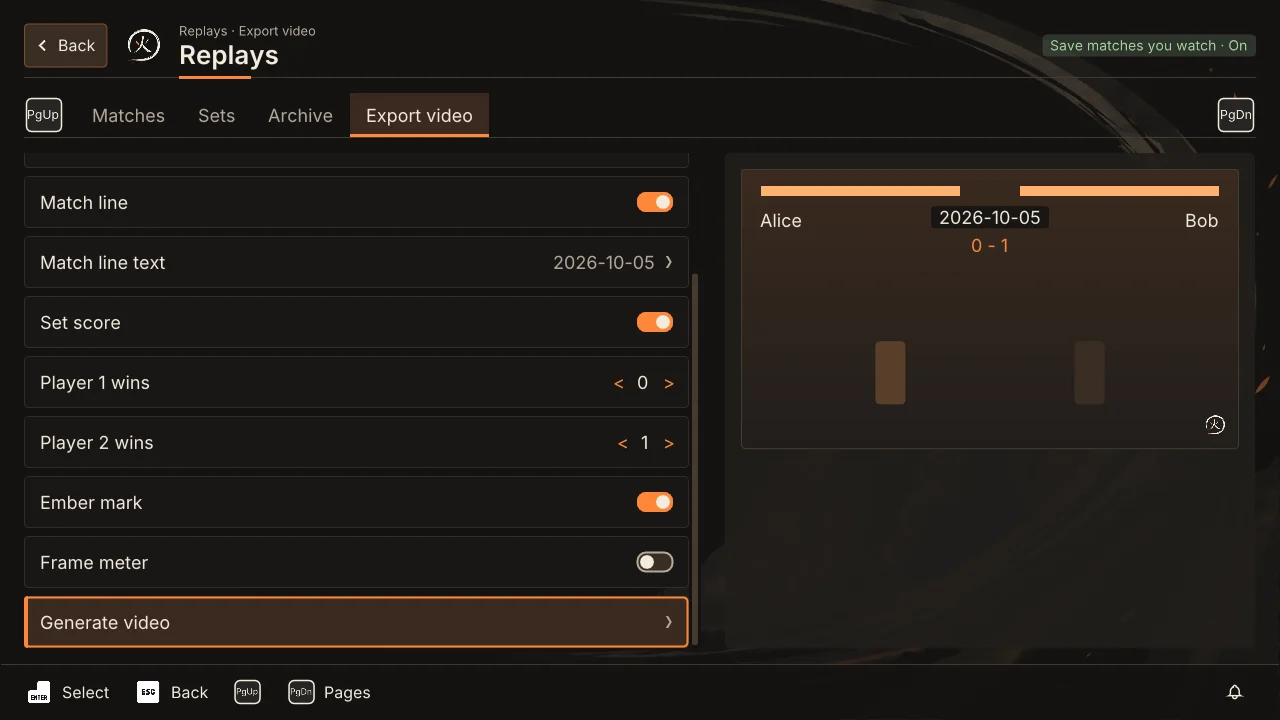 Back
火
Replays · Export video
Replays
Save matches you watch · On
PgUp
Matches
Sets
Archive
Export video
PgDn
Match line
Match line text
2026-10-05
Set score
Player 1 wins
< 0 >
Player 2 wins
< 1 >
Ember mark
Frame meter
Generate video
Alice
2026-10-05
Bob
0 - 1
火
ENTER
Select
ESC
Back
PgUp
PgDn
Pages